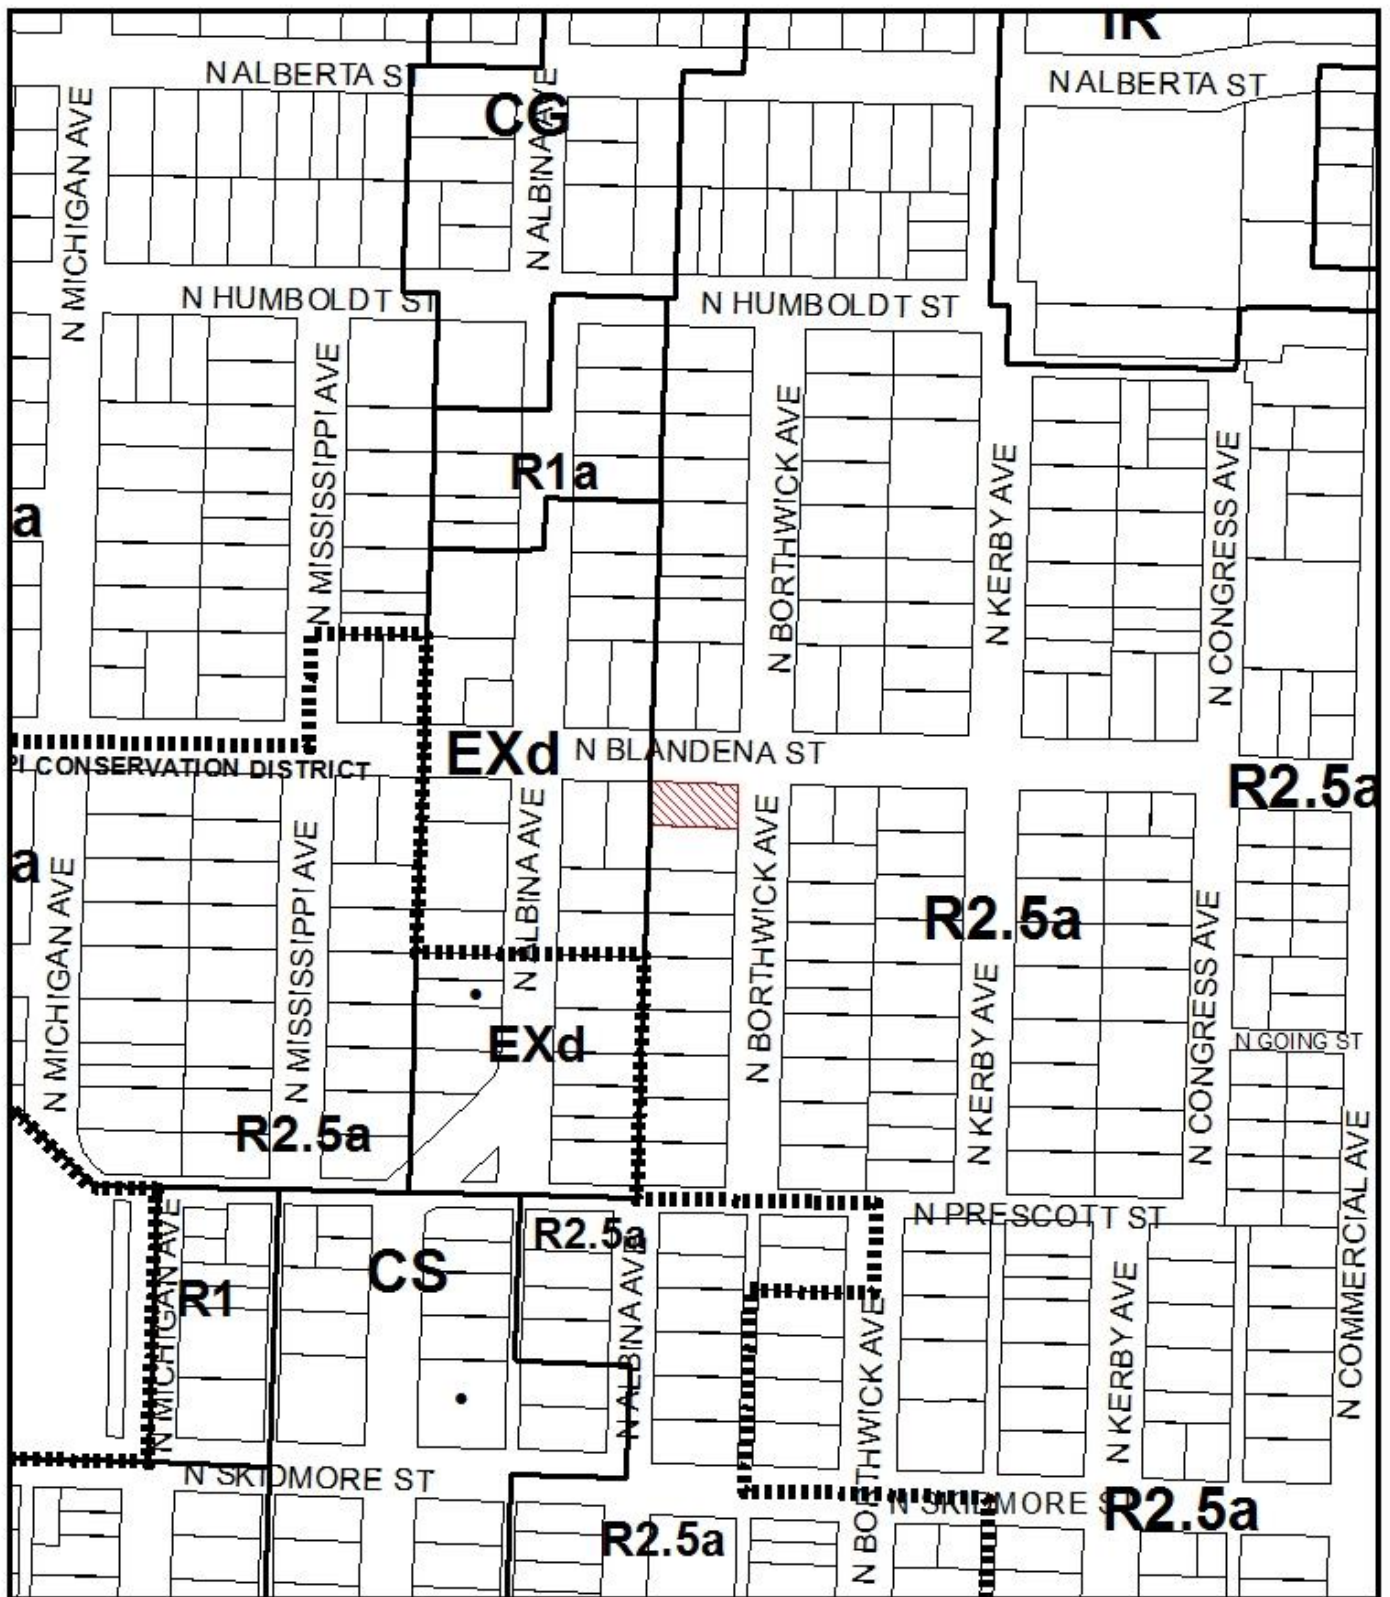 IR
N ALBERTA ST
N ALBERTA ST
CG
N MICHIGAN AVE
N ALBINA AVE
N HUMBOLDT ST
N HUMBOLDT ST
N MISSISSIPPI AVE
N BORTHWICK AVE
N KERBY AVE
N CONGRESS AVE
R1a
a
EXd
N BLANDENA ST
PI CONSERVATION DISTRICT
R2.5a
a
N MICHIGAN AVE
N MISSISSIPPI AVE
N ALBINA AVE
N BORTHWICK AVE
R2.5a
N KERBY AVE
N CONGRESS AVE
EXd
N GOING ST
R2.5a
N COMMERCIAL AVE
N PRESCOTT ST
R2.5a
CS
R1
N MICHIGAN AVE
N ALBINA AVE
N BORTHWICK AVE
N KERBY AVE
N SKIDMORE ST
N SKIDMORE ST
R2.5a
R2.5a